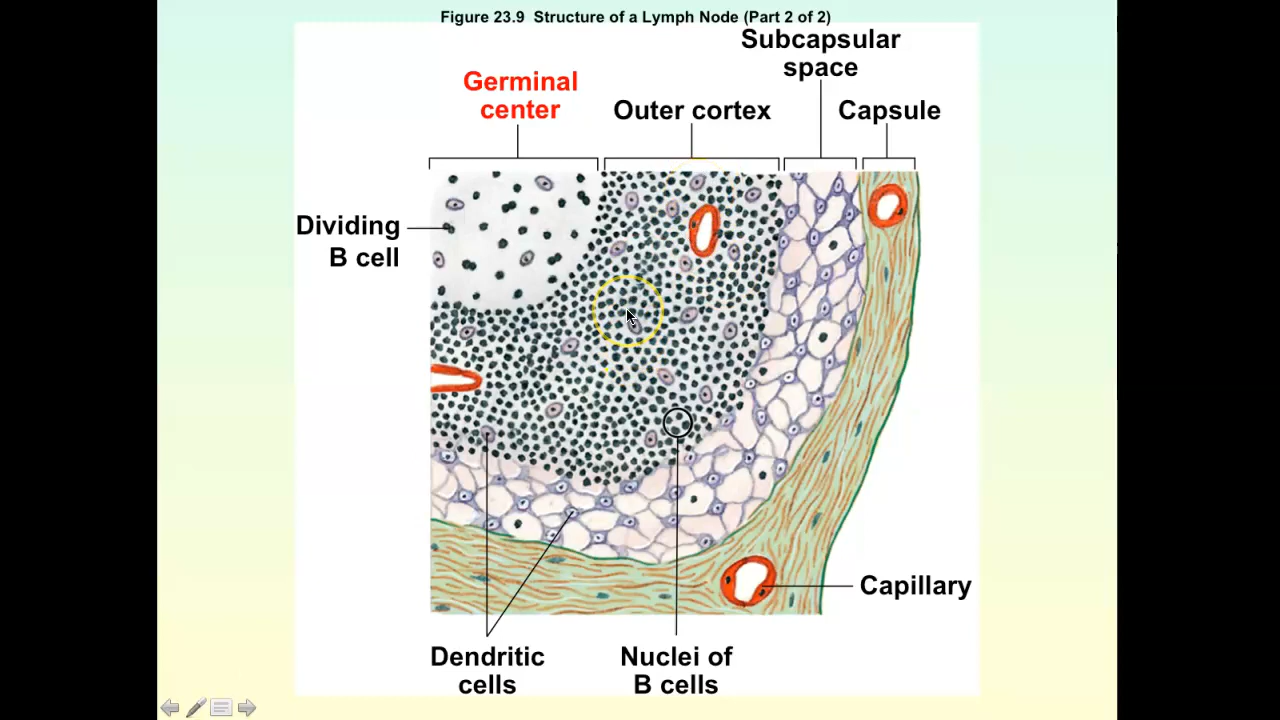 Figure 23.9 Structure of a Lymph Node (Part 2 of 2)
Subcapsular
space
Germinal
center
Outer cortex
Capsule
Dividing
B cell
Capillary
Dendritic
cells
Nuclei of
B cells